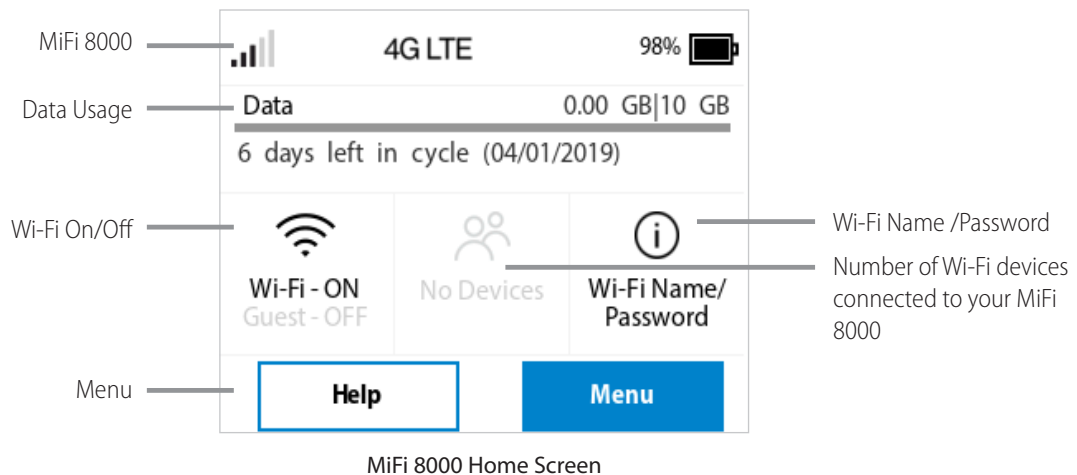 MiFi 8000
4G LTE
98%
Data Usage
Data
0.00 GB|10 GB
6 days left in cycle (04/01/2019)
Wi-Fi On/Off
Wi-Fi - ON
Guest - OFF
No Devices
Wi-Fi Name/
Password
Wi-Fi Name /Password
Number of Wi-Fi devices
connected to your MiFi
8000
Menu
Help
Menu
MiFi 8000 Home Screen